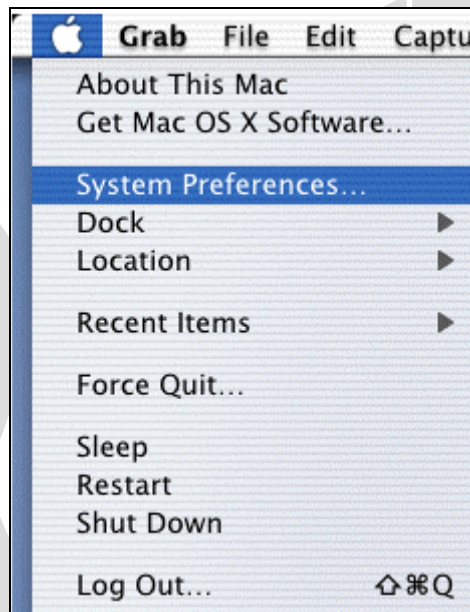 Grab File Edit Captu
About This Mac
Get Mac OS X Software...
System Preferences...
Dock
Location
Recent Items
Force Quit...
Sleep
Restart
Shut Down
Log Out... ⇧⌘Q